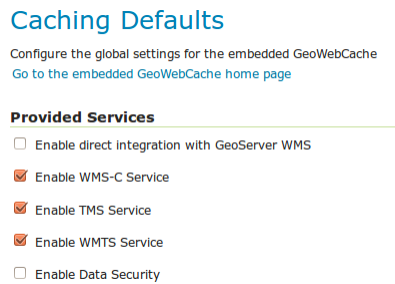 Caching Defaults
Configure the global settings for the embedded GeoWebCache
Go to the embedded GeoWebCache home page
Provided Services
Enable direct integration with GeoServer WMS
Enable WMS-C Service
Enable TMS Service
Enable WMTS Service
Enable Data Security